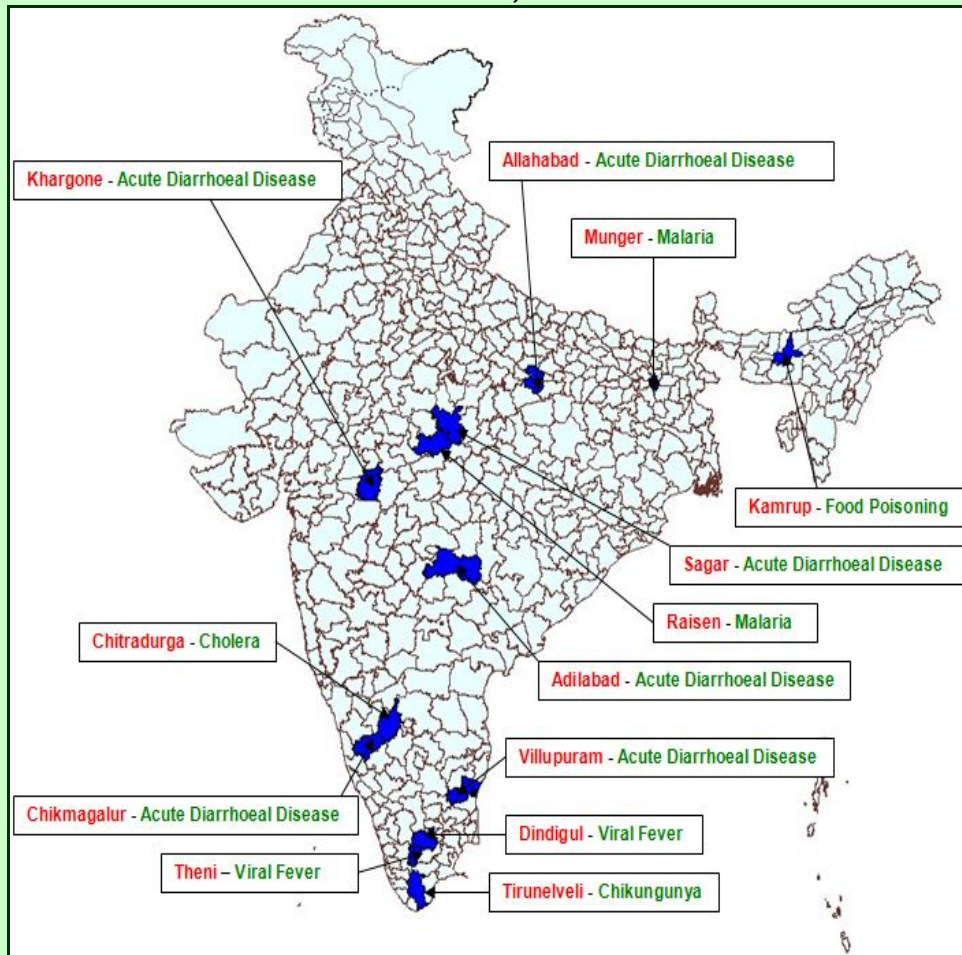 Allahabad - Acute Diarrhoeal Disease
Khargone - Acute Diarrhoeal Disease
Munger - Malaria
Kamrup - Food Poisoning
Sagar - Acute Diarrhoeal Disease
Raisen - Malaria
Chitradurga - Cholera
Adilabad - Acute Diarrhoeal Disease
Villupuram - Acute Diarrhoeal Disease
Chikmagalur - Acute Diarrhoeal Disease
Dindigul - Viral Fever
Theni – Viral Fever
Tirunelveli - Chikungunya